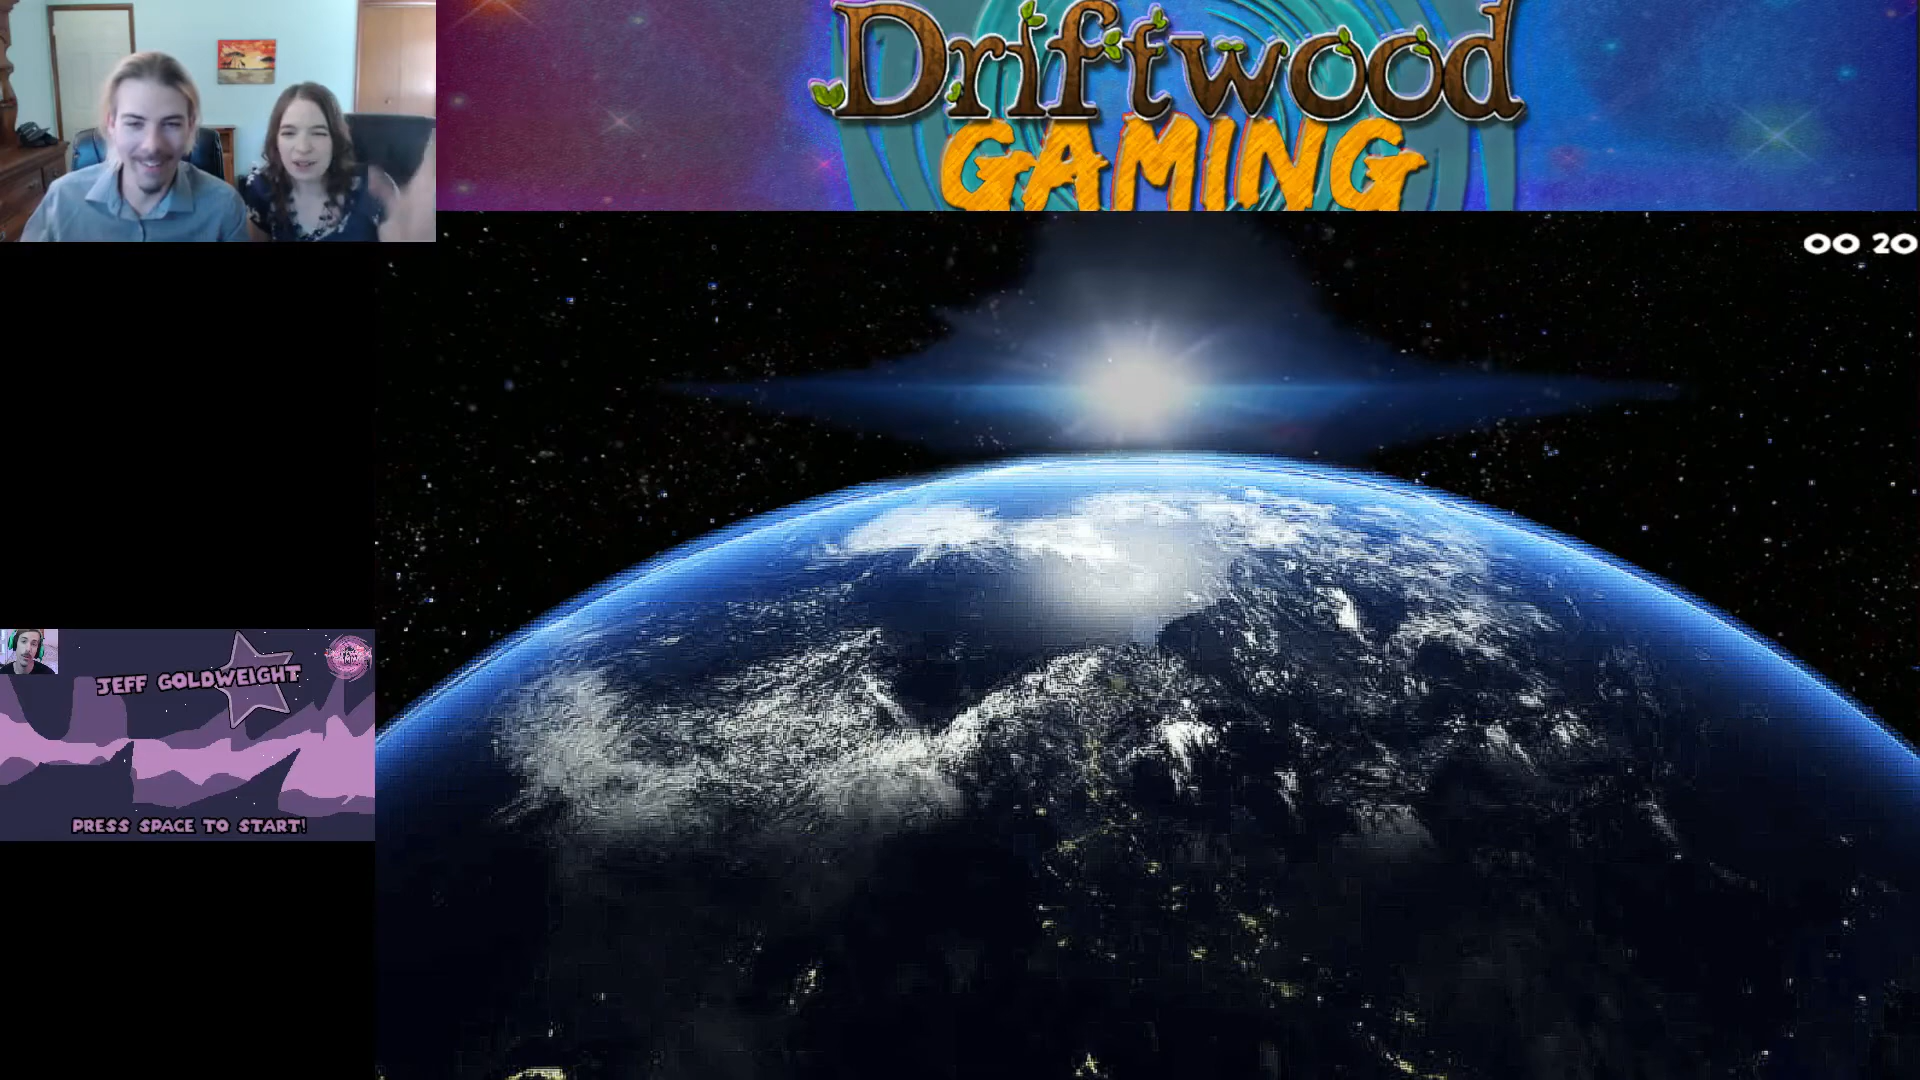 Driftwood
GAMING
00 20
JEFF GOLDWEIGHT
PRESS SPACE TO START!